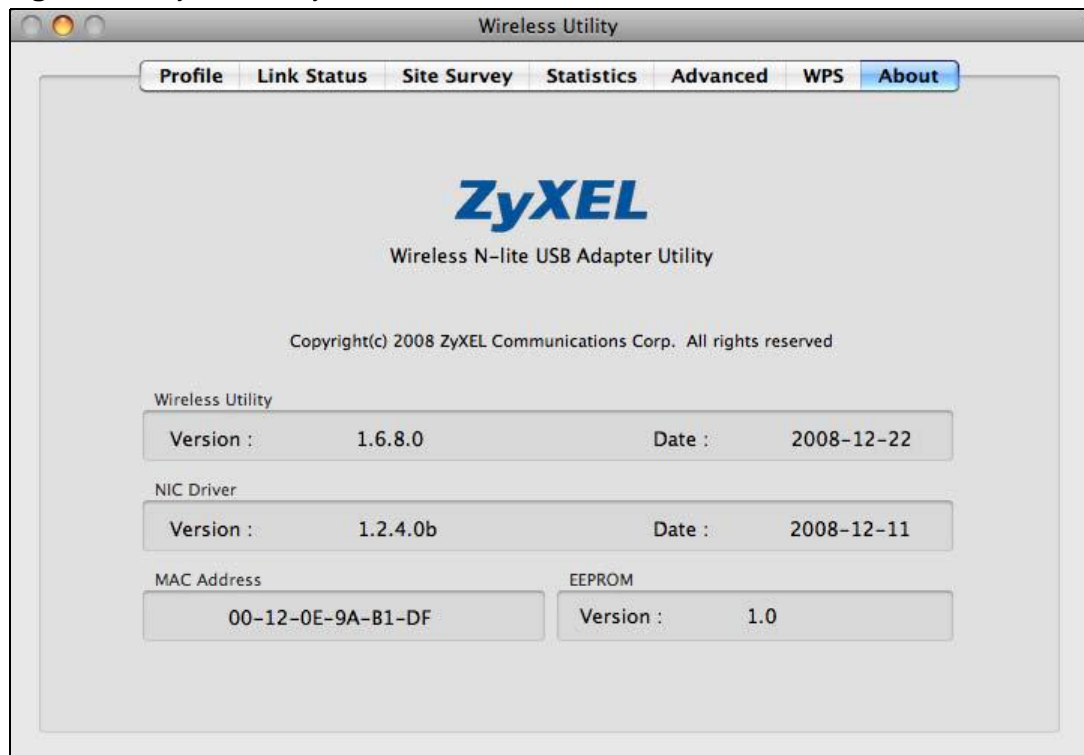 Wireless Utility
Profile Link Status Site Survey Statistics Advanced WPS About
ZyXEL
Wireless N-lite USB Adapter Utility
Copyright(c) 2008 ZyXEL Communications Corp. All rights reserved
Wireless Utility
Version : 1.6.8.0 Date : 2008-12-22
NIC Driver
Version : 1.2.4.0b Date : 2008-12-11
MAC Address EEPROM
00-12-0E-9A-B1-DF Version : 1.0